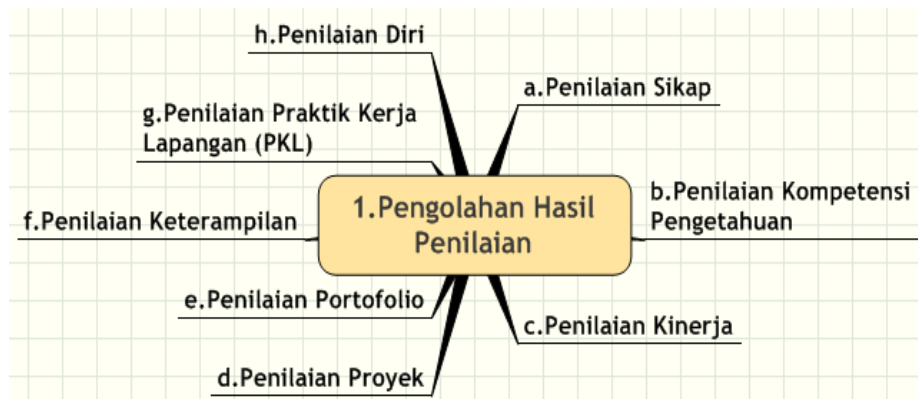 h.Penilaian Diri
a.Penilaian Sikap
g.Penilaian Praktik Kerja
Lapangan (PKL)
1.Pengolahan Hasil
Penilaian
b.Penilaian Kompetensi
Pengetahuan
f.Penilaian Keterampilan
e.Penilaian Portofolio
c.Penilaian Kinerja
d.Penilaian Proyek